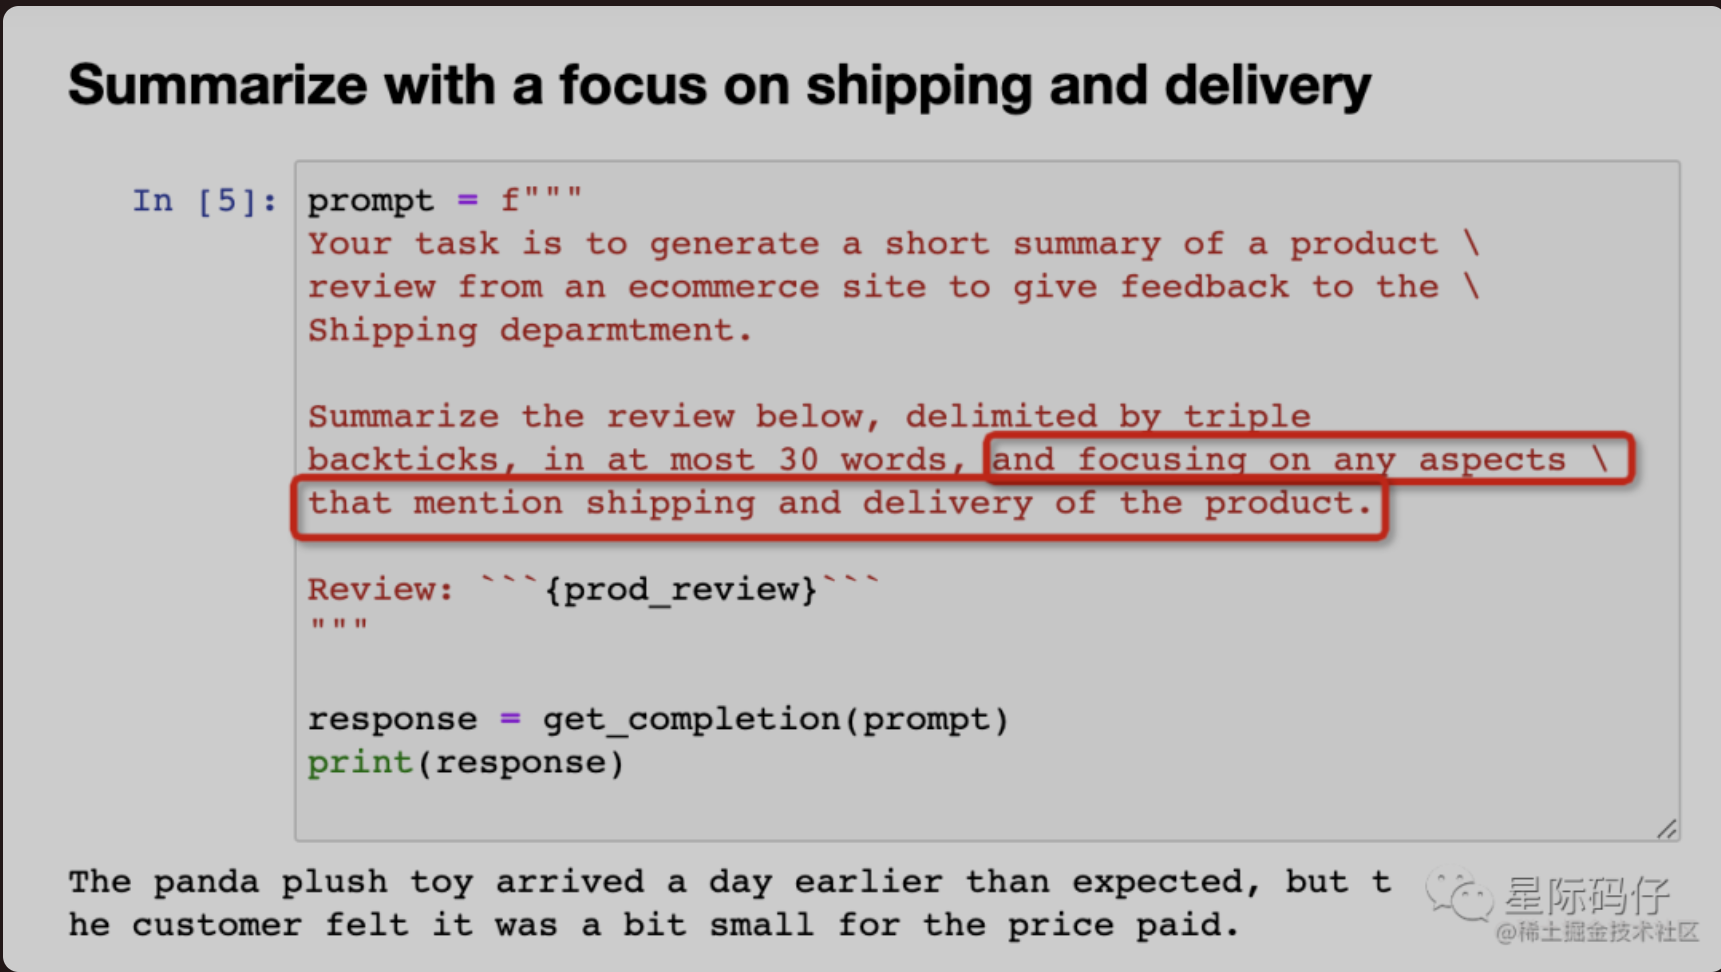 Summarize with a focus on shipping and delivery
In [5]: prompt = f"""
Your task is to generate a short summary of a product \
review from an ecommerce site to give feedback to the \
Shipping deparmtment.
Summarize the review below, delimited by triple
backticks, in at most 30 words, and focusing on any aspects \
that mention shipping and delivery of the product.
Review: ```{prod_review}```
"""
response = get_completion(prompt)
print(response)
The panda plush toy arrived a day earlier than expected, but t
he customer felt it was a bit small for the price paid.
星际码仔
@稀土掘金技术社区